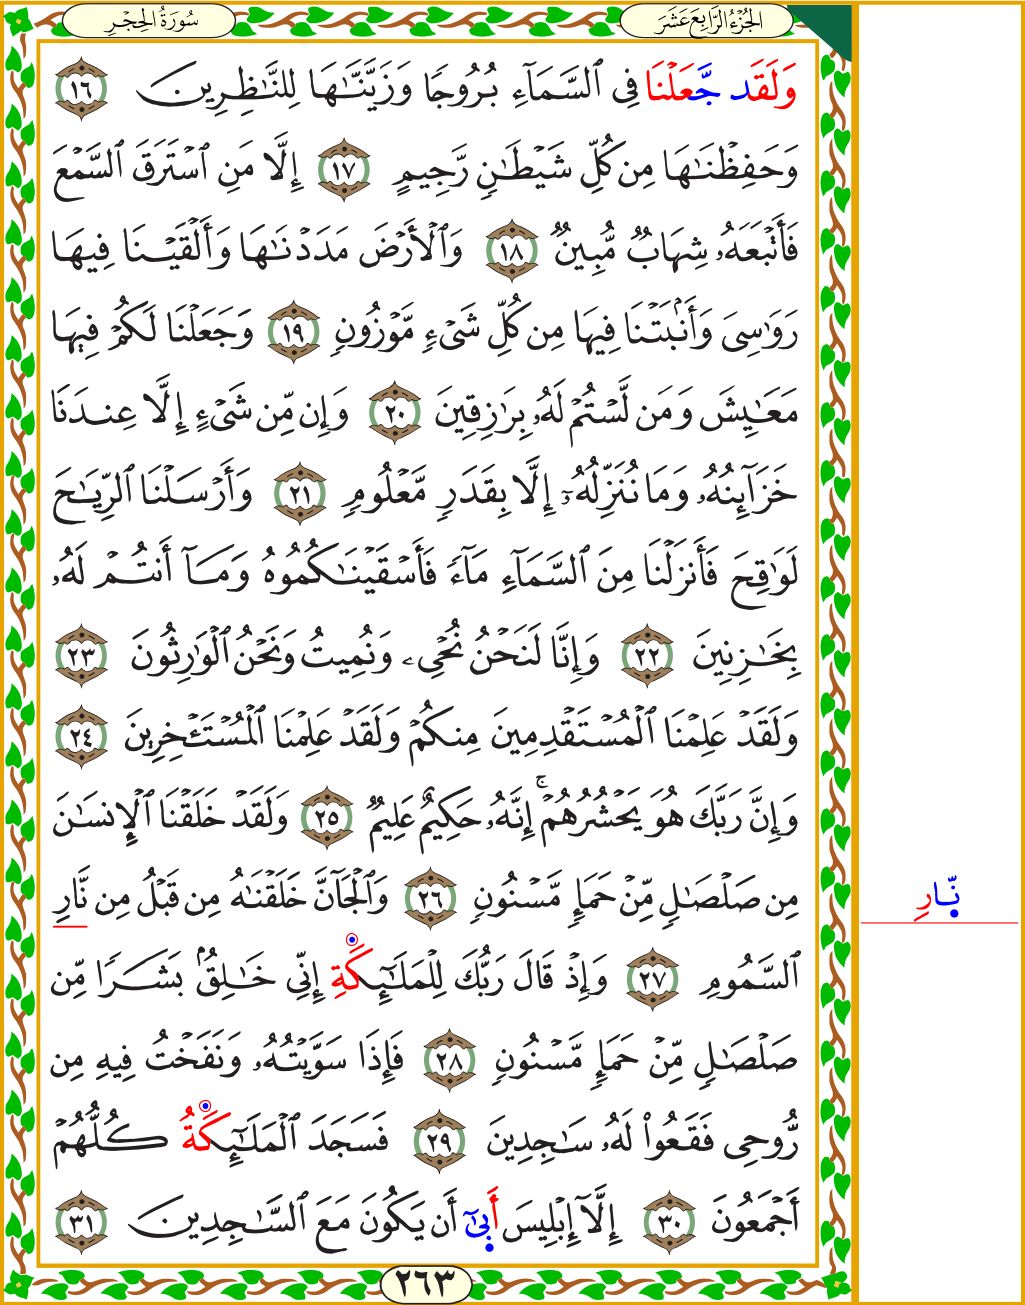 سُورَةُ الحِجْرِ
الجُزْءُ الرَّابِعَ عَشَرَ
وَلَقَد جَّعَلْنَا فِي ٱلسَّمَآءِ بُرُوجًا وَزَيَّنَّٰهَا لِلنَّٰظِرِينَ ١٦
وَحَفِظْنَٰهَا مِن كُلِّ شَيْطَٰنٍ رَّجِيمٍ ١٧ إِلَّا مَنِ ٱسْتَرَقَ ٱلسَّمْعَ
فَأَتْبَعَهُۥ شِهَابٌ مُّبِينٌ ١٨ وَٱلْأَرْضَ مَدَدْنَٰهَا وَأَلْقَيْنَا فِيهَا
رَوَٰسِىَ وَأَنۢبَتْنَا فِيهَا مِن كُلِّ شَىْءٍ مَّوْزُونٍ ١٩ وَجَعَلْنَا لَكُمْ فِيهَا
مَعَٰيِشَ وَمَن لَّسْتُمْ لَهُۥ بِرَٰزِقِينَ ٢٠ وَإِن مِّن شَىْءٍ إِلَّا عِندَنَا
خَزَآئِنُهُۥ وَمَا نُنَزِّلُهُۥٓ إِلَّا بِقَدَرٍ مَّعْلُومٍ ٢١ وَأَرْسَلْنَا ٱلرِّيَٰحَ
لَوَٰقِحَ فَأَنزَلْنَا مِنَ ٱلسَّمَآءِ مَآءً فَأَسْقَيْنَٰكُمُوهُ وَمَآ أَنتُمْ لَهُۥ
بِخَٰزِنِينَ ٢٢ وَإِنَّا لَنَحْنُ نُحْىِۦ وَنُمِيتُ وَنَحْنُ ٱلْوَٰرِثُونَ ٢٣
وَلَقَدْ عَلِمْنَا ٱلْمُسْتَقْدِمِينَ مِنكُمْ وَلَقَدْ عَلِمْنَا ٱلْمُسْتَـْٔخِرِينَ ٢٤
وَإِنَّ رَبَّكَ هُوَ يَحْشُرُهُمْۚ إِنَّهُۥ حَكِيمٌ عَلِيمٌ ٢٥ وَلَقَدْ خَلَقْنَا ٱلْإِنسَٰنَ
مِن صَلْصَٰلٍ مِّنْ حَمَإٍ مَّسْنُونٍ ٢٦ وَٱلْجَآنَّ خَلَقْنَٰهُ مِن قَبْلُ مِن نَّارِ
نّارِ
ٱلسَّمُومِ ٢٧ وَإِذْ قَالَ رَبُّكَ لِلْمَلَٰٓئِكَةِ إِنِّى خَٰلِقٌۢ بَشَرًا مِّن
صَلْصَٰلٍ مِّنْ حَمَإٍ مَّسْنُونٍ ٢٨ فَإِذَا سَوَّيْتُهُۥ وَنَفَخْتُ فِيهِ مِن
رُّوحِى فَقَعُوا۟ لَهُۥ سَٰجِدِينَ ٢٩ فَسَجَدَ ٱلْمَلَٰٓئِكَةُ كُلُّهُمْ
أَجْمَعُونَ ٣٠ إِلَّآ إِبْلِيسَ أَبَىٰٓ أَن يَكُونَ مَعَ ٱلسَّٰجِدِينَ ٣١
٢٦٣